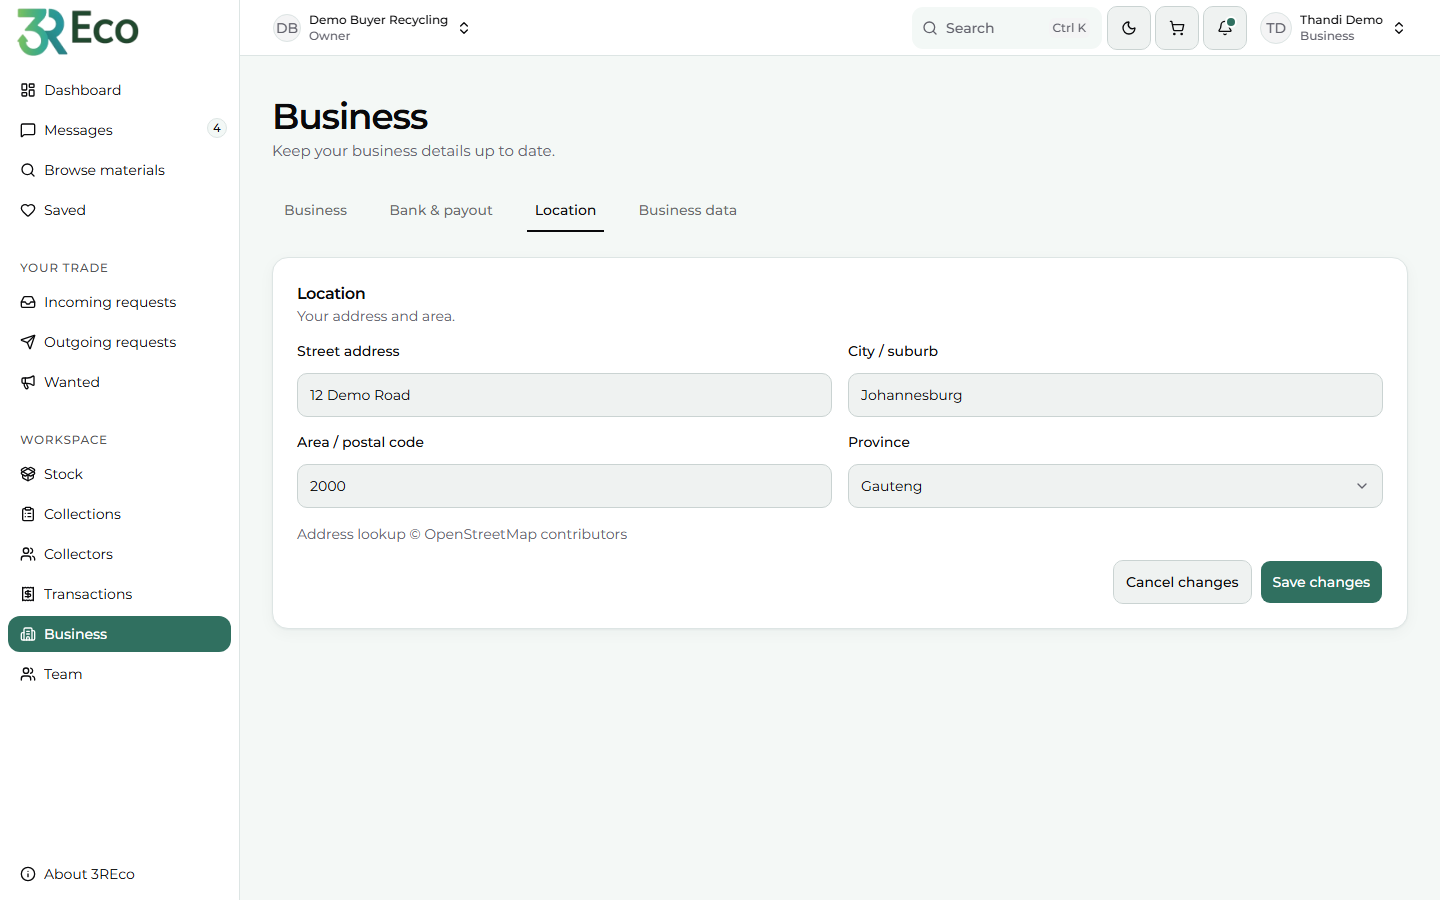 3R Eco
Dashboard
Messages
4
Browse materials
Saved
YOUR TRADE
Incoming requests
Outgoing requests
Wanted
WORKSPACE
Stock
Collections
Collectors
Transactions
Business
Team
About 3REco
DB
Demo Buyer Recycling
Owner
Search
Ctrl K
TD
Thandi Demo
Business
Business
Keep your business details up to date.
Business
Bank & payout
Location
Business data
Location
Your address and area.
Street address
City / suburb
12 Demo Road
Johannesburg
Area / postal code
Province
2000
Gauteng
Address lookup © OpenStreetMap contributors
Cancel changes
Save changes